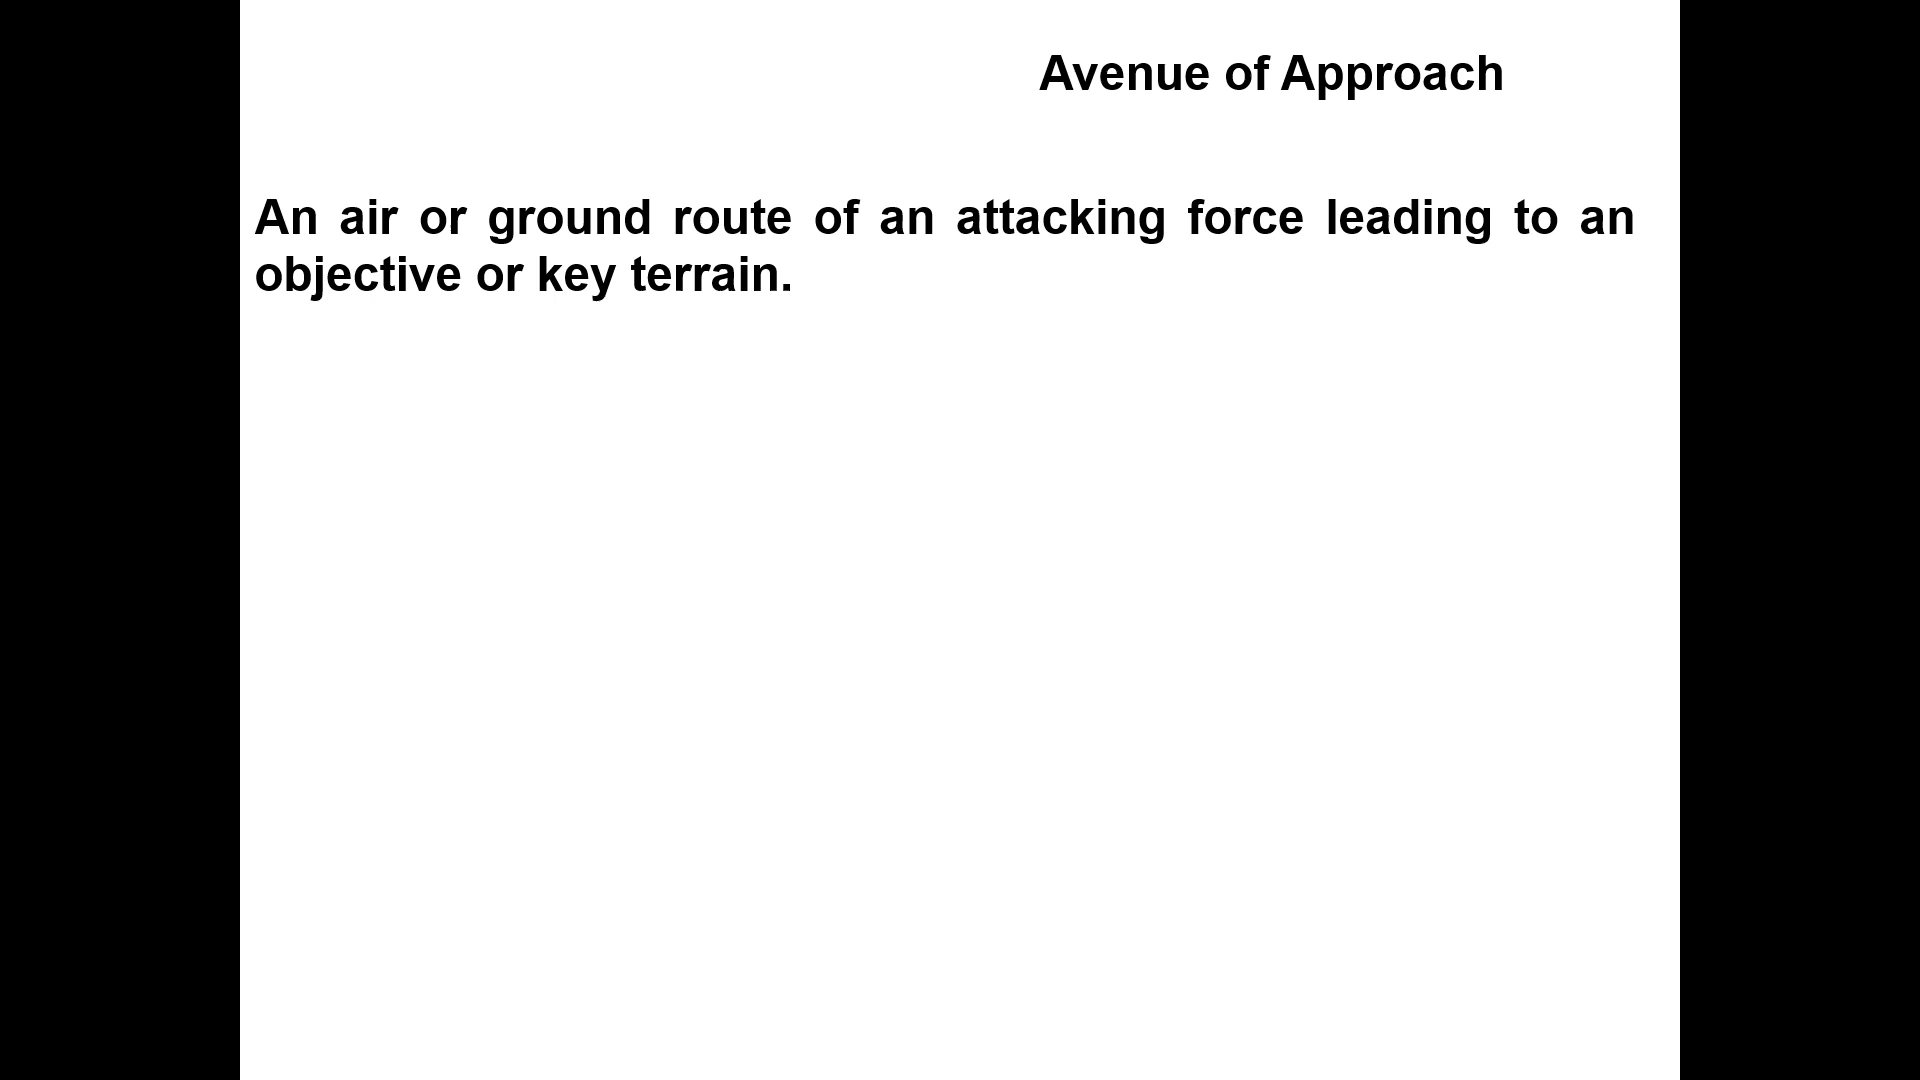 Avenue of Approach
An air or ground route of an attacking force leading to an
objective or key terrain.